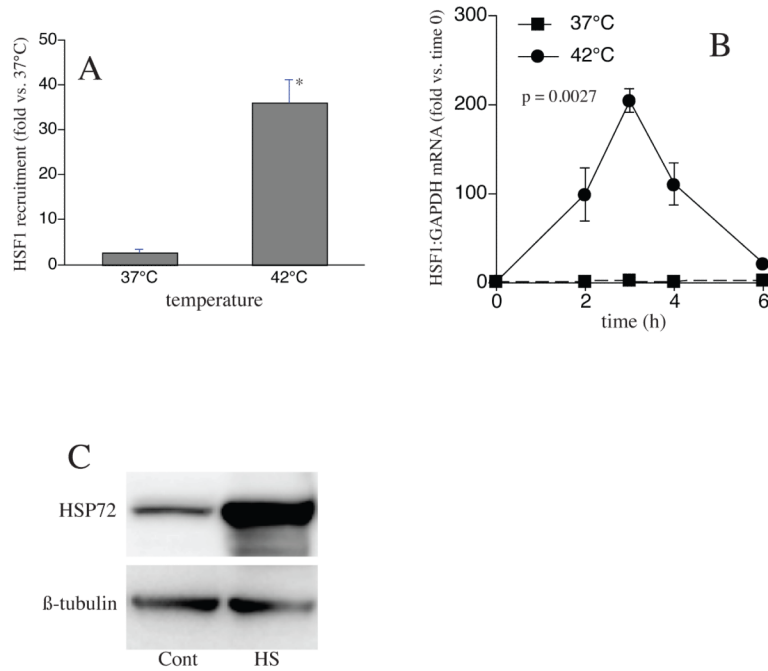 A
HSF1 recruitment (fold vs. 37°C)
50
40
30
20
10
0
*
37°C
42°C
temperature
B
HSF1:GAPDH mRNA (fold vs. time 0)
300
200
100
0
37°C
42°C
p = 0.0027
0 2 4 6
time (h)
C
HSP72
ß-tubulin
Cont HS